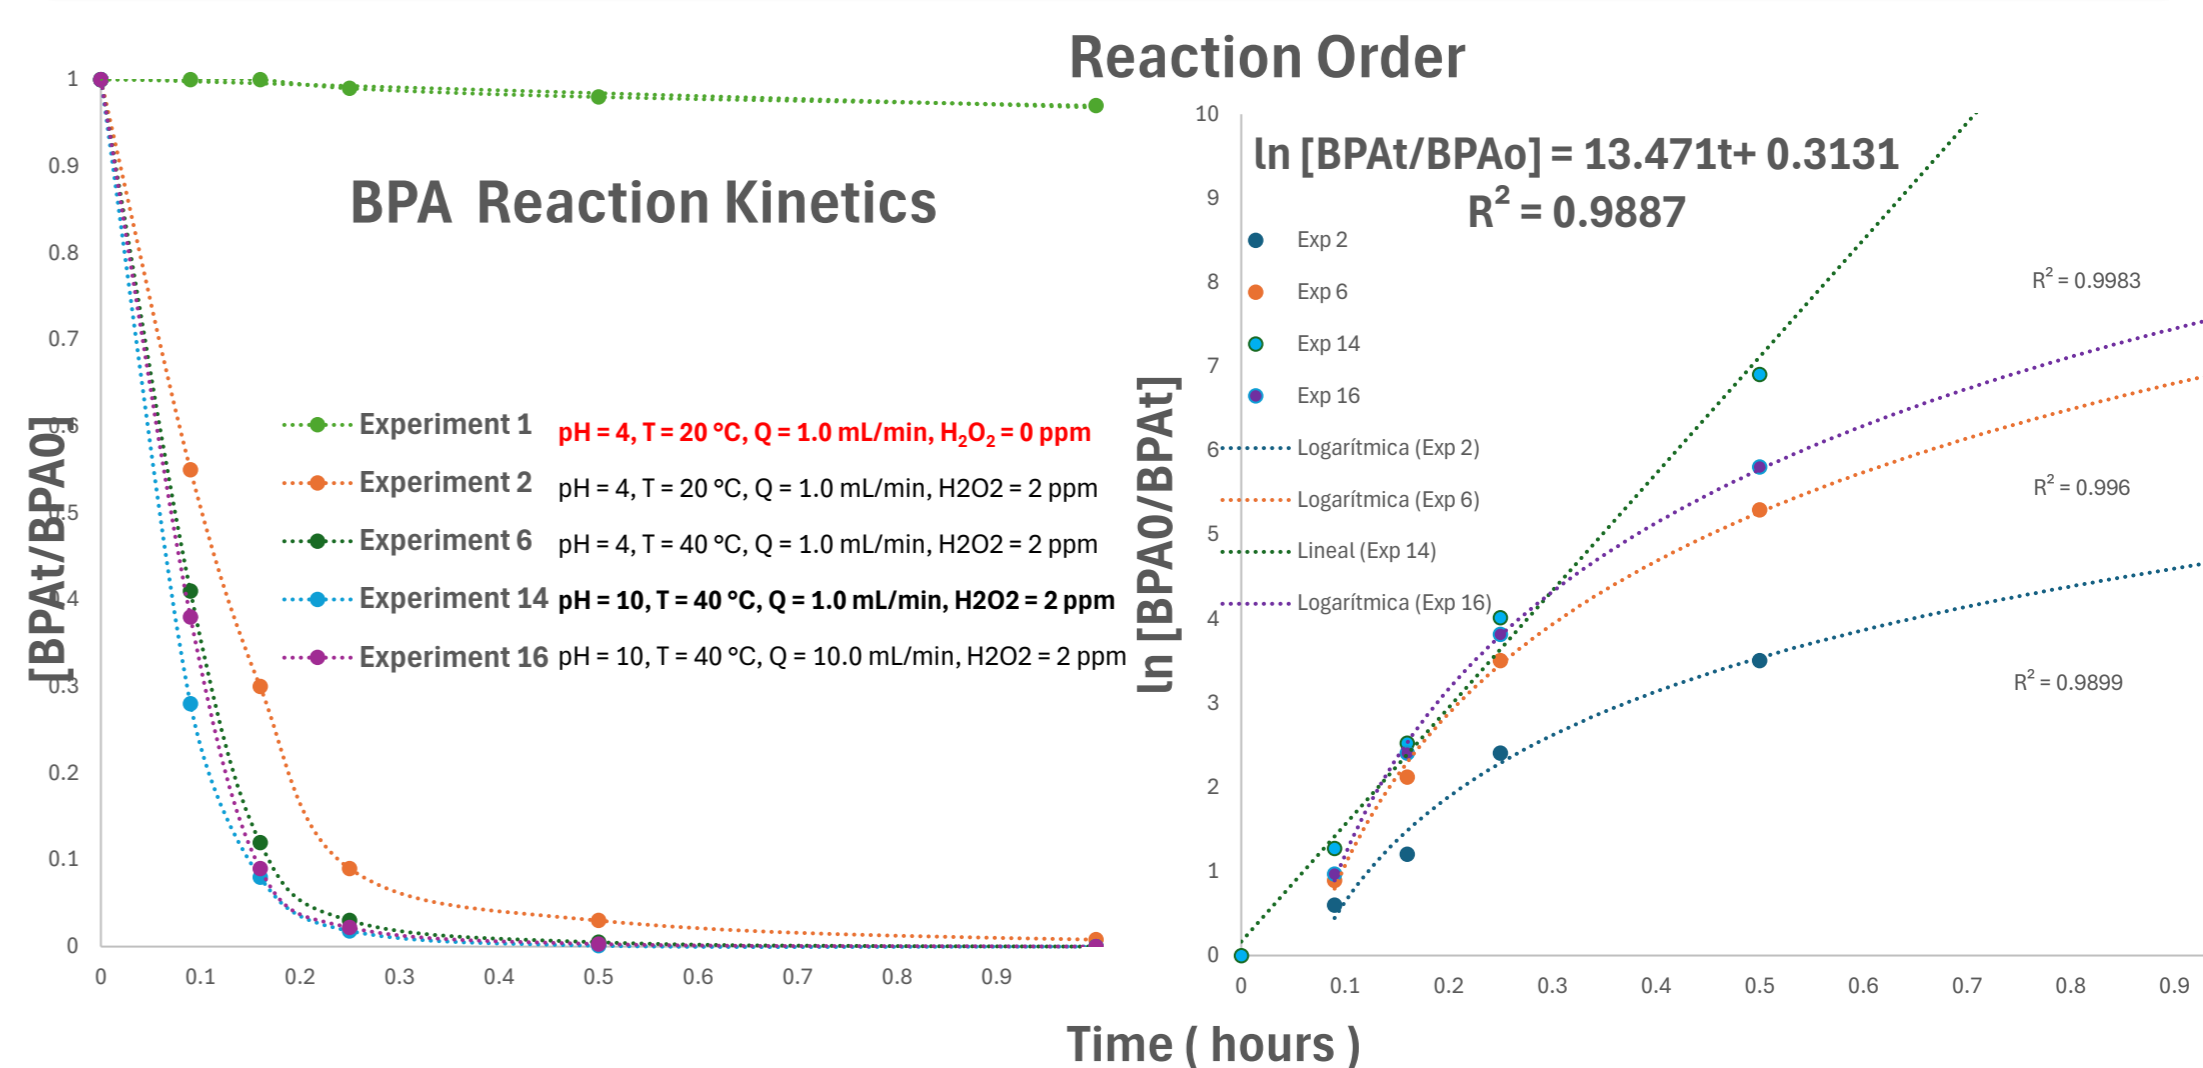 Reaction Order
BPA  Reaction Kinetics
[BPAt/BPA0]
1
0.9
0.8
0.7
0.6
0.5
0.4
0.3
0.2
0.1
0
0 0.1 0.2 0.3 0.4 0.5 0.6 0.7 0.8 0.9
Experiment 1 pH = 4, T = 20 °C, Q = 1.0 mL/min, H₂O₂ = 0 ppm
Experiment 2 pH = 4, T = 20 °C, Q = 1.0 mL/min, H2O2 = 2 ppm
Experiment 6 pH = 4, T = 40 °C, Q = 1.0 mL/min, H2O2 = 2 ppm
Experiment 14 pH = 10, T = 40 °C, Q = 1.0 mL/min, H2O2 = 2 ppm
Experiment 16 pH = 10, T = 40 °C, Q = 10.0 mL/min, H2O2 = 2 ppm
ln [BPA0/BPAt]
10
9
8
7
6
5
4
3
2
1
0
0 0.1 0.2 0.3 0.4 0.5 0.6 0.7 0.8 0.9
ln [BPAt/BPAo] = 13.471t+ 0.3131
R² = 0.9887
Exp 2
Exp 6
Exp 14
Exp 16
Logarítmica (Exp 2)
Logarítmica (Exp 6)
Lineal (Exp 14)
Logarítmica (Exp 16)
R² = 0.9983
R² = 0.996
R² = 0.9899
Time ( hours )